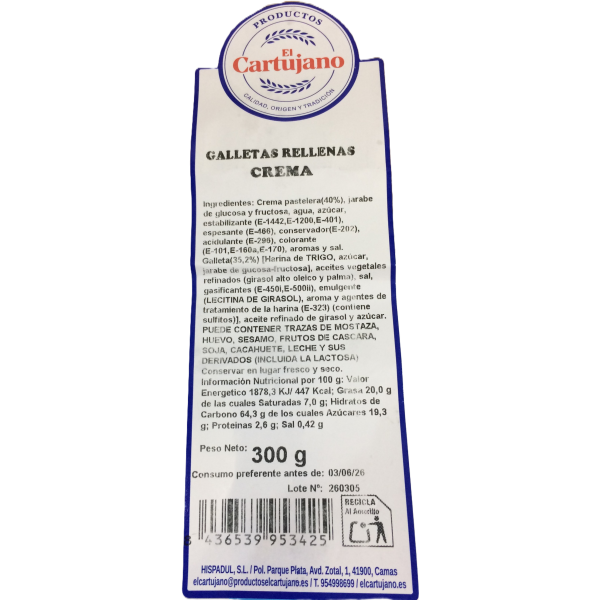 PRODUCTOS
El
Cartujano
CALIDAD, ORIGEN Y TRADICIÓN
GALLETAS RELLENAS
CREMA
Ingredientes: Crema pastelera(40%), jarabe
de glucosa y fructosa, agua, azúcar,
estabilizante (E-1442,E-1200,E-401),
espesante (E-466), conservador(E-202),
acidulante (E-296), colorante
(E-101,E-160a,E-170), aromas y sal.
Galleta(35,2%) [Harina de TRIGO, azúcar,
jarabe de glucosa-fructosa], aceites vegetales
refinados (girasol alto oleico y palma), sal,
gasificantes (E-450i,E-500ii), emulgente
(LECITINA DE GIRASOL), aroma y agentes de
tratamiento de la harina (E-323) (contiene
sulfitos)], aceite refinado de girasol y azúcar.
PUEDE CONTENER TRAZAS DE MOSTAZA,
HUEVO, SESAMO, FRUTOS DE CASCARA,
SOJA, CACAHUETE, LECHE Y SUS
DERIVADOS (INCLUIDA LA LACTOSA)
Conservar en lugar fresco y seco.
Información Nutricional por 100 g: Valor
Energetico 1878,3 KJ/ 447 Kcal; Grasa 20,0 g
de las cuales Saturadas 7,0 g; Hidratos de
Carbono 64,3 g de los cuales Azúcares 19,3
g; Proteinas 2,6 g; Sal 0,42 g
Peso Neto: 300 g
Consumo preferente antes de: 03/06/26
Lote Nº: 260305
RECICLA
Al Amarillo
8 436539 953425
HISPADUL, S.L. / Pol. Parque Plata, Avd. Zotal, 1, 41900, Camas
elcartujano@productoselcartujano.es / T. 954998699 / elcartujano.es